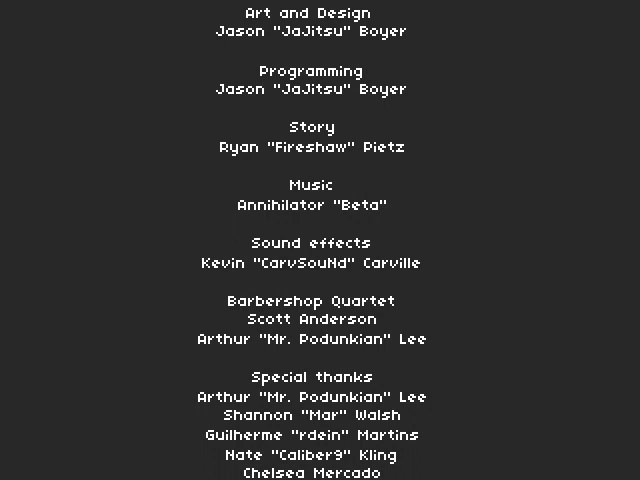 Art and Design
Jason "JaJitsu" Boyer
Programming
Jason "JaJitsu" Boyer
Story
Ryan "Fireshaw" Pietz
Music
Annihilator "Beta"
Sound effects
Kevin "CarvSouNd" Carville
Barbershop Quartet
Scott Anderson
Arthur "Mr. Podunkian" Lee
Special thanks
Arthur "Mr. Podunkian" Lee
Shannon "Mar" Walsh
Guilherme "rdein" Martins
Nate "Caliber9" Kling
Chelsea Mercado